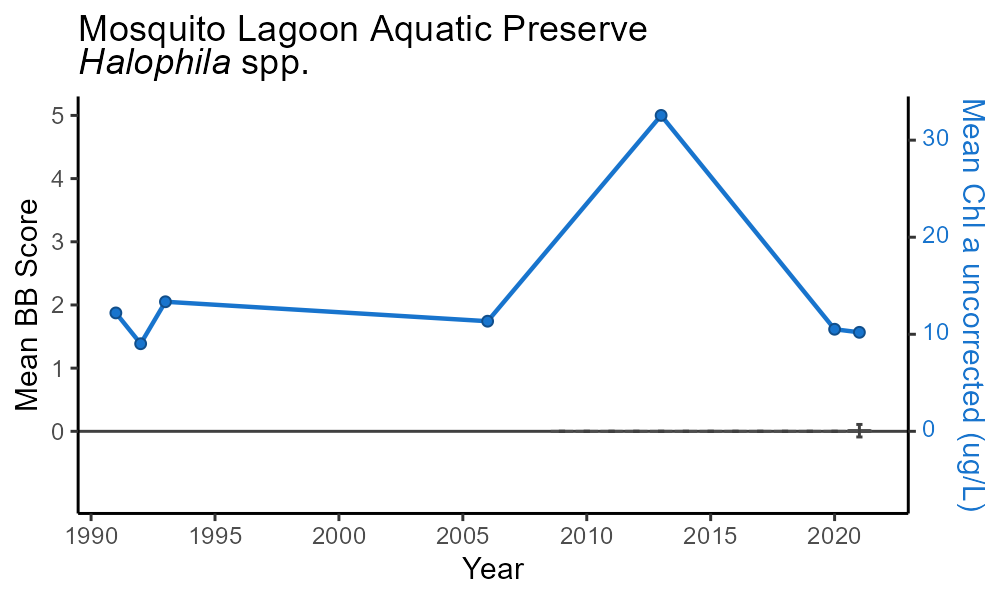 Mosquito Lagoon Aquatic Preserve
Halophila spp.
Mean BB Score
5
4
3
2
1
0
30
20
10
0
Mean Chl a uncorrected (ug/L)
1990 1995 2000 2005 2010 2015 2020
Year